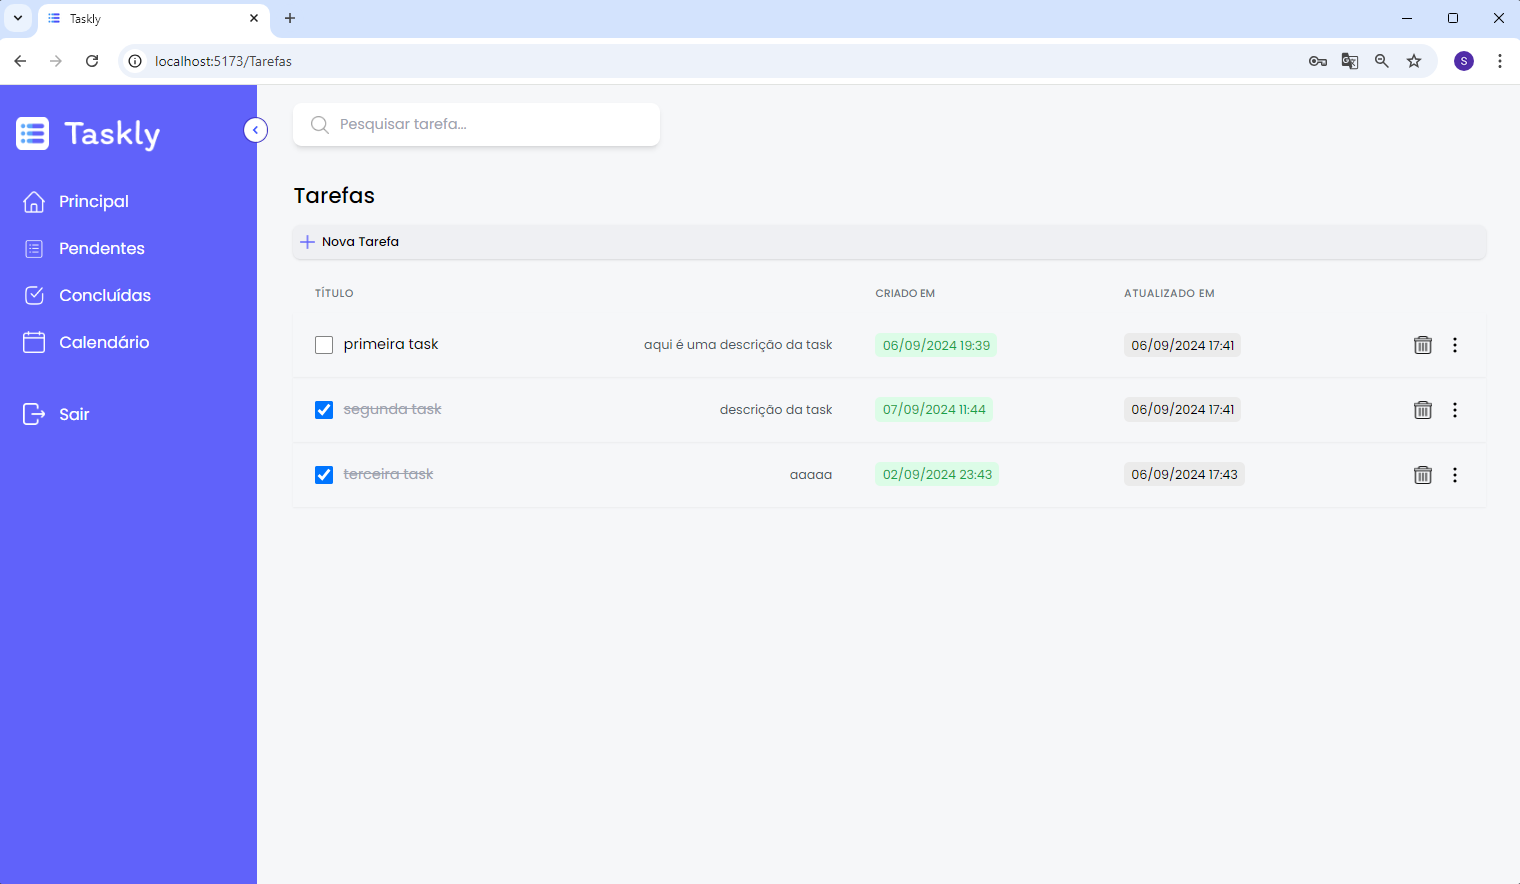 Taskly
localhost:5173/Tarefas
S
Taskly
Principal
Pendentes
Concluídas
Calendário
Sair
Pesquisar tarefa...
Tarefas
Nova Tarefa
TÍTULO CRIADO EM ATUALIZADO EM
primeira task aqui é uma descrição da task 06/09/2024 19:39 06/09/2024 17:41
segunda task descrição da task 07/09/2024 11:44 06/09/2024 17:41
terceira task aaaaa 02/09/2024 23:43 06/09/2024 17:43